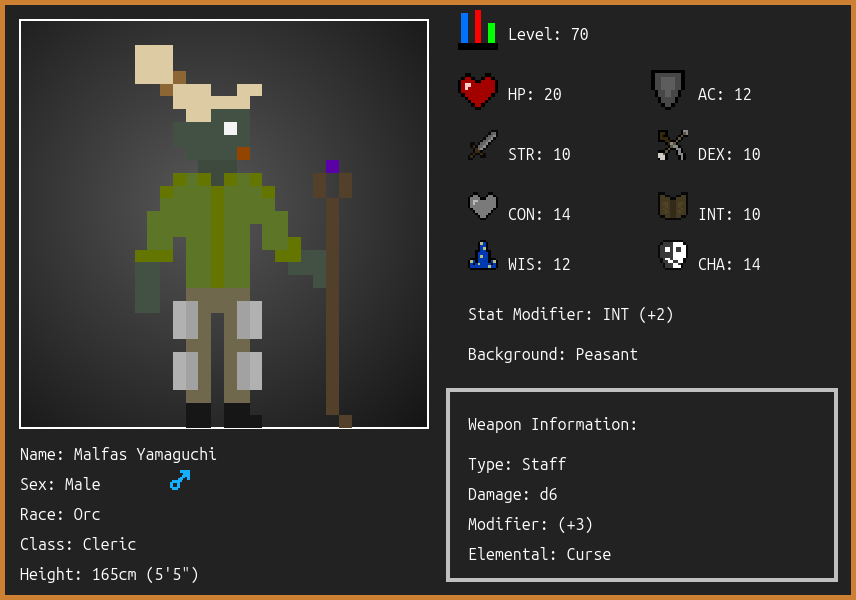 Level: 70
HP: 20
AC: 12
STR: 10
DEX: 10
CON: 14
INT: 10
WIS: 12
CHA: 14
Stat Modifier: INT (+2)
Background: Peasant
Weapon Information:
Type: Staff
Damage: d6
Modifier: (+3)
Elemental: Curse
Name: Malfas Yamaguchi
Sex: Male
Race: Orc
Class: Cleric
Height: 165cm (5'5")